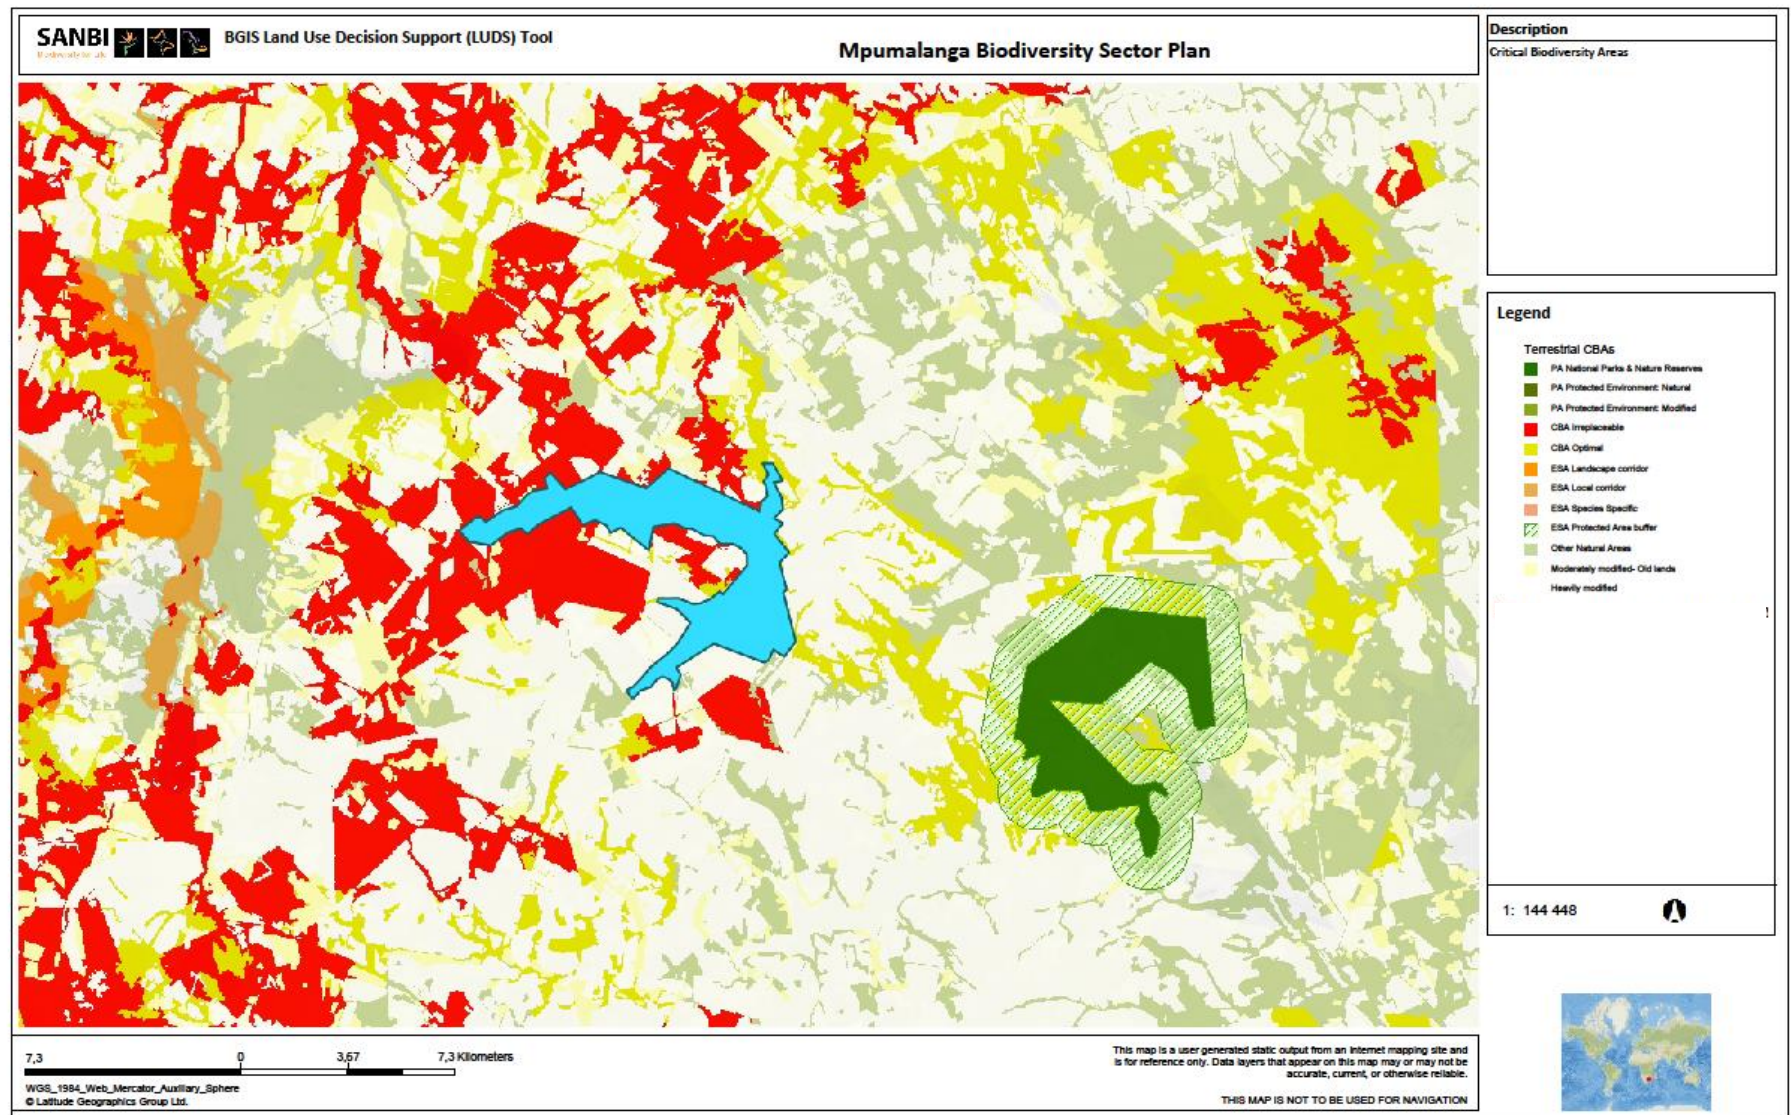 SANBI
Biodiversity for Life
BGIS Land Use Decision Support (LUDS) Tool
Mpumalanga Biodiversity Sector Plan
Description
Critical Biodiversity Areas
Legend
Terrestrial CBAs
PA National Parks & Nature Reserves
PA Protected Environment: Natural
PA Protected Environment: Modified
CBA Irreplaceable
CBA Optimal
ESA Landscape corridor
ESA Local corridor
ESA Species Specific
ESA Protected Area buffer
Other Natural Areas
Moderately modified- Old lands
Heavily modified
!
1: 144 448
7,3 0 3,67 7,3 Kilometers
WGS_1984_Web_Mercator_Auxiliary_Sphere
© Latitude Geographics Group Ltd.
This map is a user generated static output from an Internet mapping site and
is for reference only. Data layers that appear on this map may or may not be
accurate, current, or otherwise reliable.
THIS MAP IS NOT TO BE USED FOR NAVIGATION